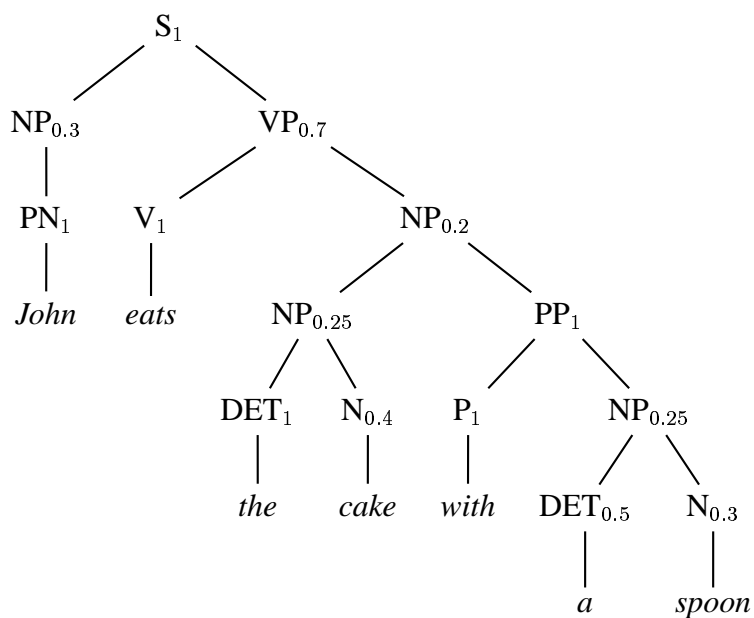 S₁
NP₀.₃ VP₀.₇
PN₁ V₁ NP₀.₂
John eats NP₀.₂₅ PP₁
DET₁ N₀.₄ P₁ NP₀.₂₅
the cake with DET₀.₅ N₀.₃
a spoon